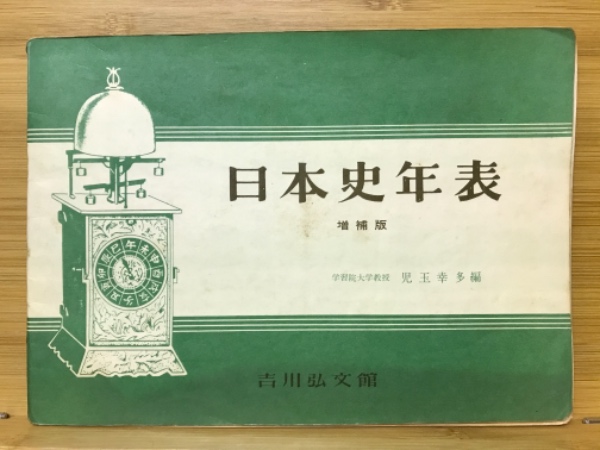 日本史年表
増補版
学習院大学教授 児玉幸多編
吉川弘文館